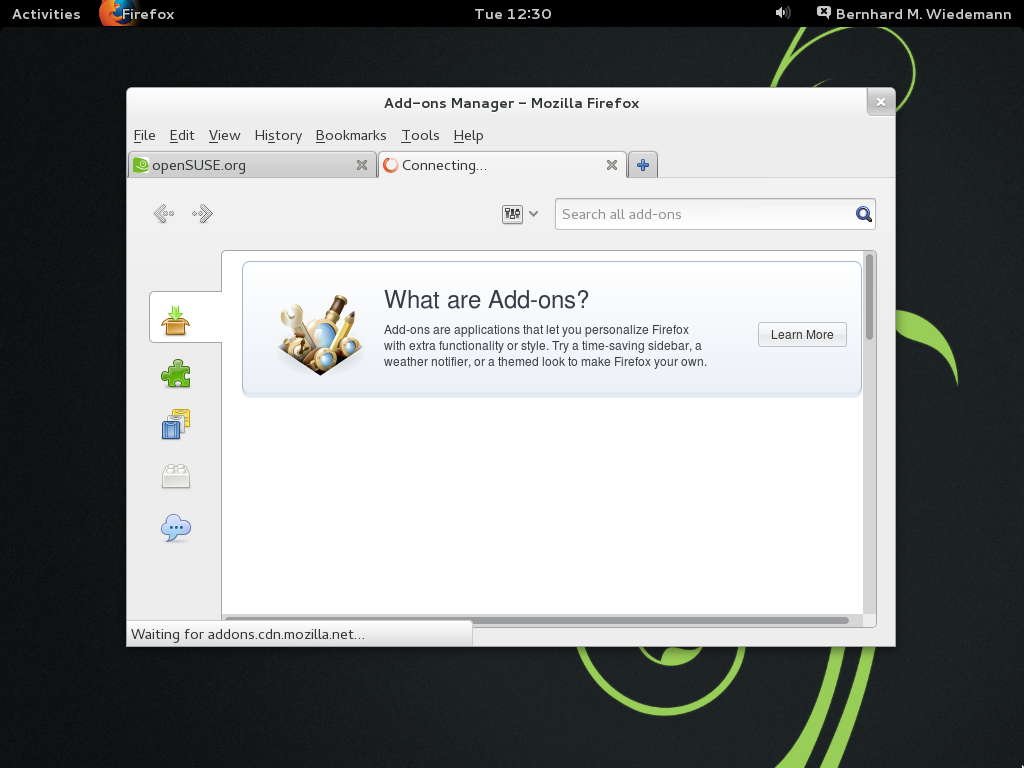 Activities Firefox Tue 12:30 Bernhard M. Wiedemann
Add-ons Manager - Mozilla Firefox
File Edit View History Bookmarks Tools Help
openSUSE.org Connecting...
Search all add-ons
What are Add-ons?
Add-ons are applications that let you personalize Firefox
with extra functionality or style. Try a time-saving sidebar, a
weather notifier, or a themed look to make Firefox your own.
Learn More
Waiting for addons.cdn.mozilla.net...